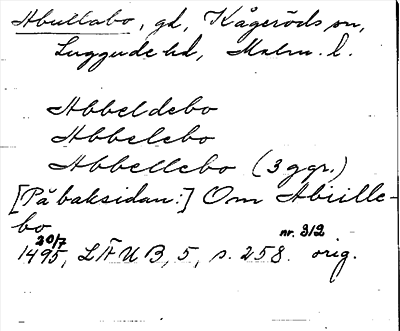 Abullabo, gd, Kågeröds sn,
Luggude hd, Malm. l.
Abbeldebo
Abbelebo
Abbellebo (3 ggr.)
[På baksidan:] Om Abiille-
bo
20/7 1495, LÄUB, 5, s. 258. nr. 312 orig.